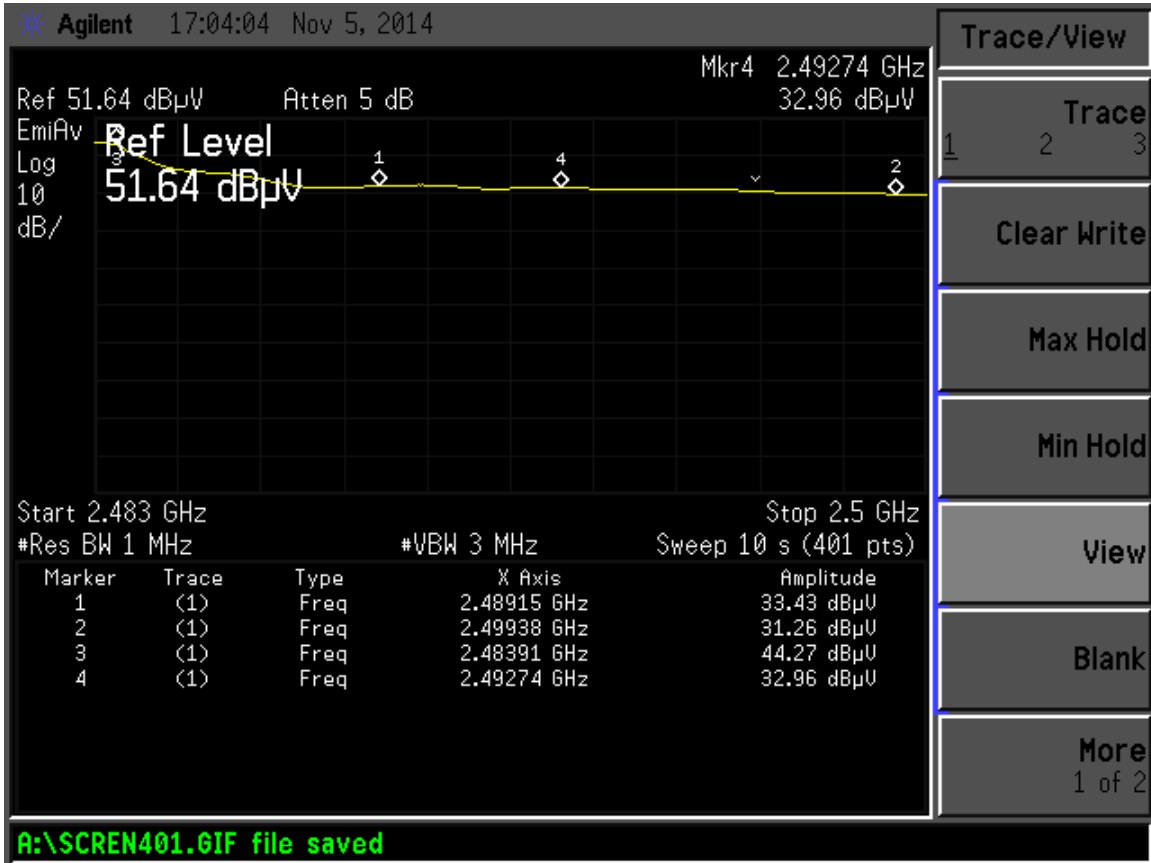 Agilent 17:04:04 Nov 5, 2014
Trace/View
Mkr4 2.49274 GHz
Ref 51.64 dBµV Atten 5 dB 32.96 dBµV
EmiAv
Log
10
dB/
Ref Level
51.64 dBµV
3
1
4
2
Start 2.483 GHz Stop 2.5 GHz
#Res BW 1 MHz #VBW 3 MHz Sweep 10 s (401 pts)
Marker Trace Type X Axis Amplitude
1 (1) Freq 2.48915 GHz 33.43 dBµV
2 (1) Freq 2.49938 GHz 31.26 dBµV
3 (1) Freq 2.48391 GHz 44.27 dBµV
4 (1) Freq 2.49274 GHz 32.96 dBµV
Trace
1 2 3
Clear Write
Max Hold
Min Hold
View
Blank
More
1 of 2
A:\SCREN401.GIF file saved